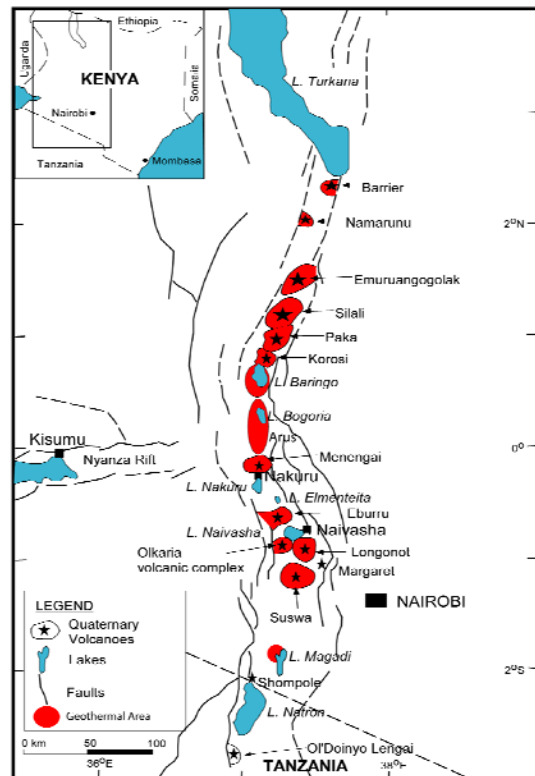 Ethiopia
Uganda
KENYA
Somalia
Nairobi
Tanzania
Mombasa
L. Turkana
Barrier
2°N
Namarunu
Emuruangogolak
Silali
Paka
Korosi
L. Baringo
L. Bogoria
Arus
0°
Kisumu
Nyanza Rift
Menengai
Nakuru
L. Nakuru
L. Elmenteita
Eburru
L. Naivasha
Naivasha
Olkaria
volcanic complex
Longonot
Margaret
Suswa
NAIROBI
LEGEND
Quaternary
Volcanoes
Lakes
Faults
Geothermal Area
0 km 50 100
36°E
L. Magadi
2°S
Shompole
L. Natron
Ol'Doinyo Lengai
TANZANIA
38°E